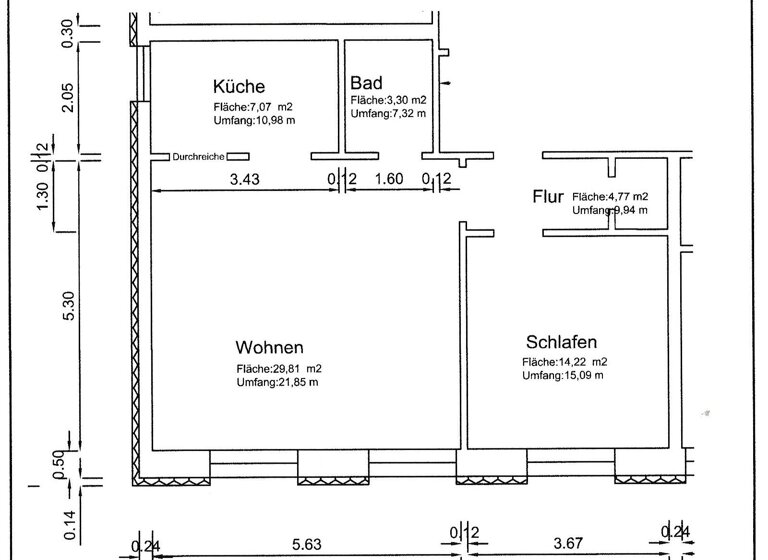 0.30
2.05
0.12
1.30
5.30
0.50
0.14
Küche
Fläche:7,07 m2
Umfang:10,98 m
Bad
Fläche:3,30 m2
Umfang:7,32 m
Durchreiche
3.43
0.12
1.60
0.12
Flur
Fläche:4,77 m2
Umfang:9,94 m
Wohnen
Fläche:29,81 m2
Umfang:21,85 m
Schlafen
Fläche:14,22 m2
Umfang:15,09 m
0.24
5.63
0.12
3.67
0.24